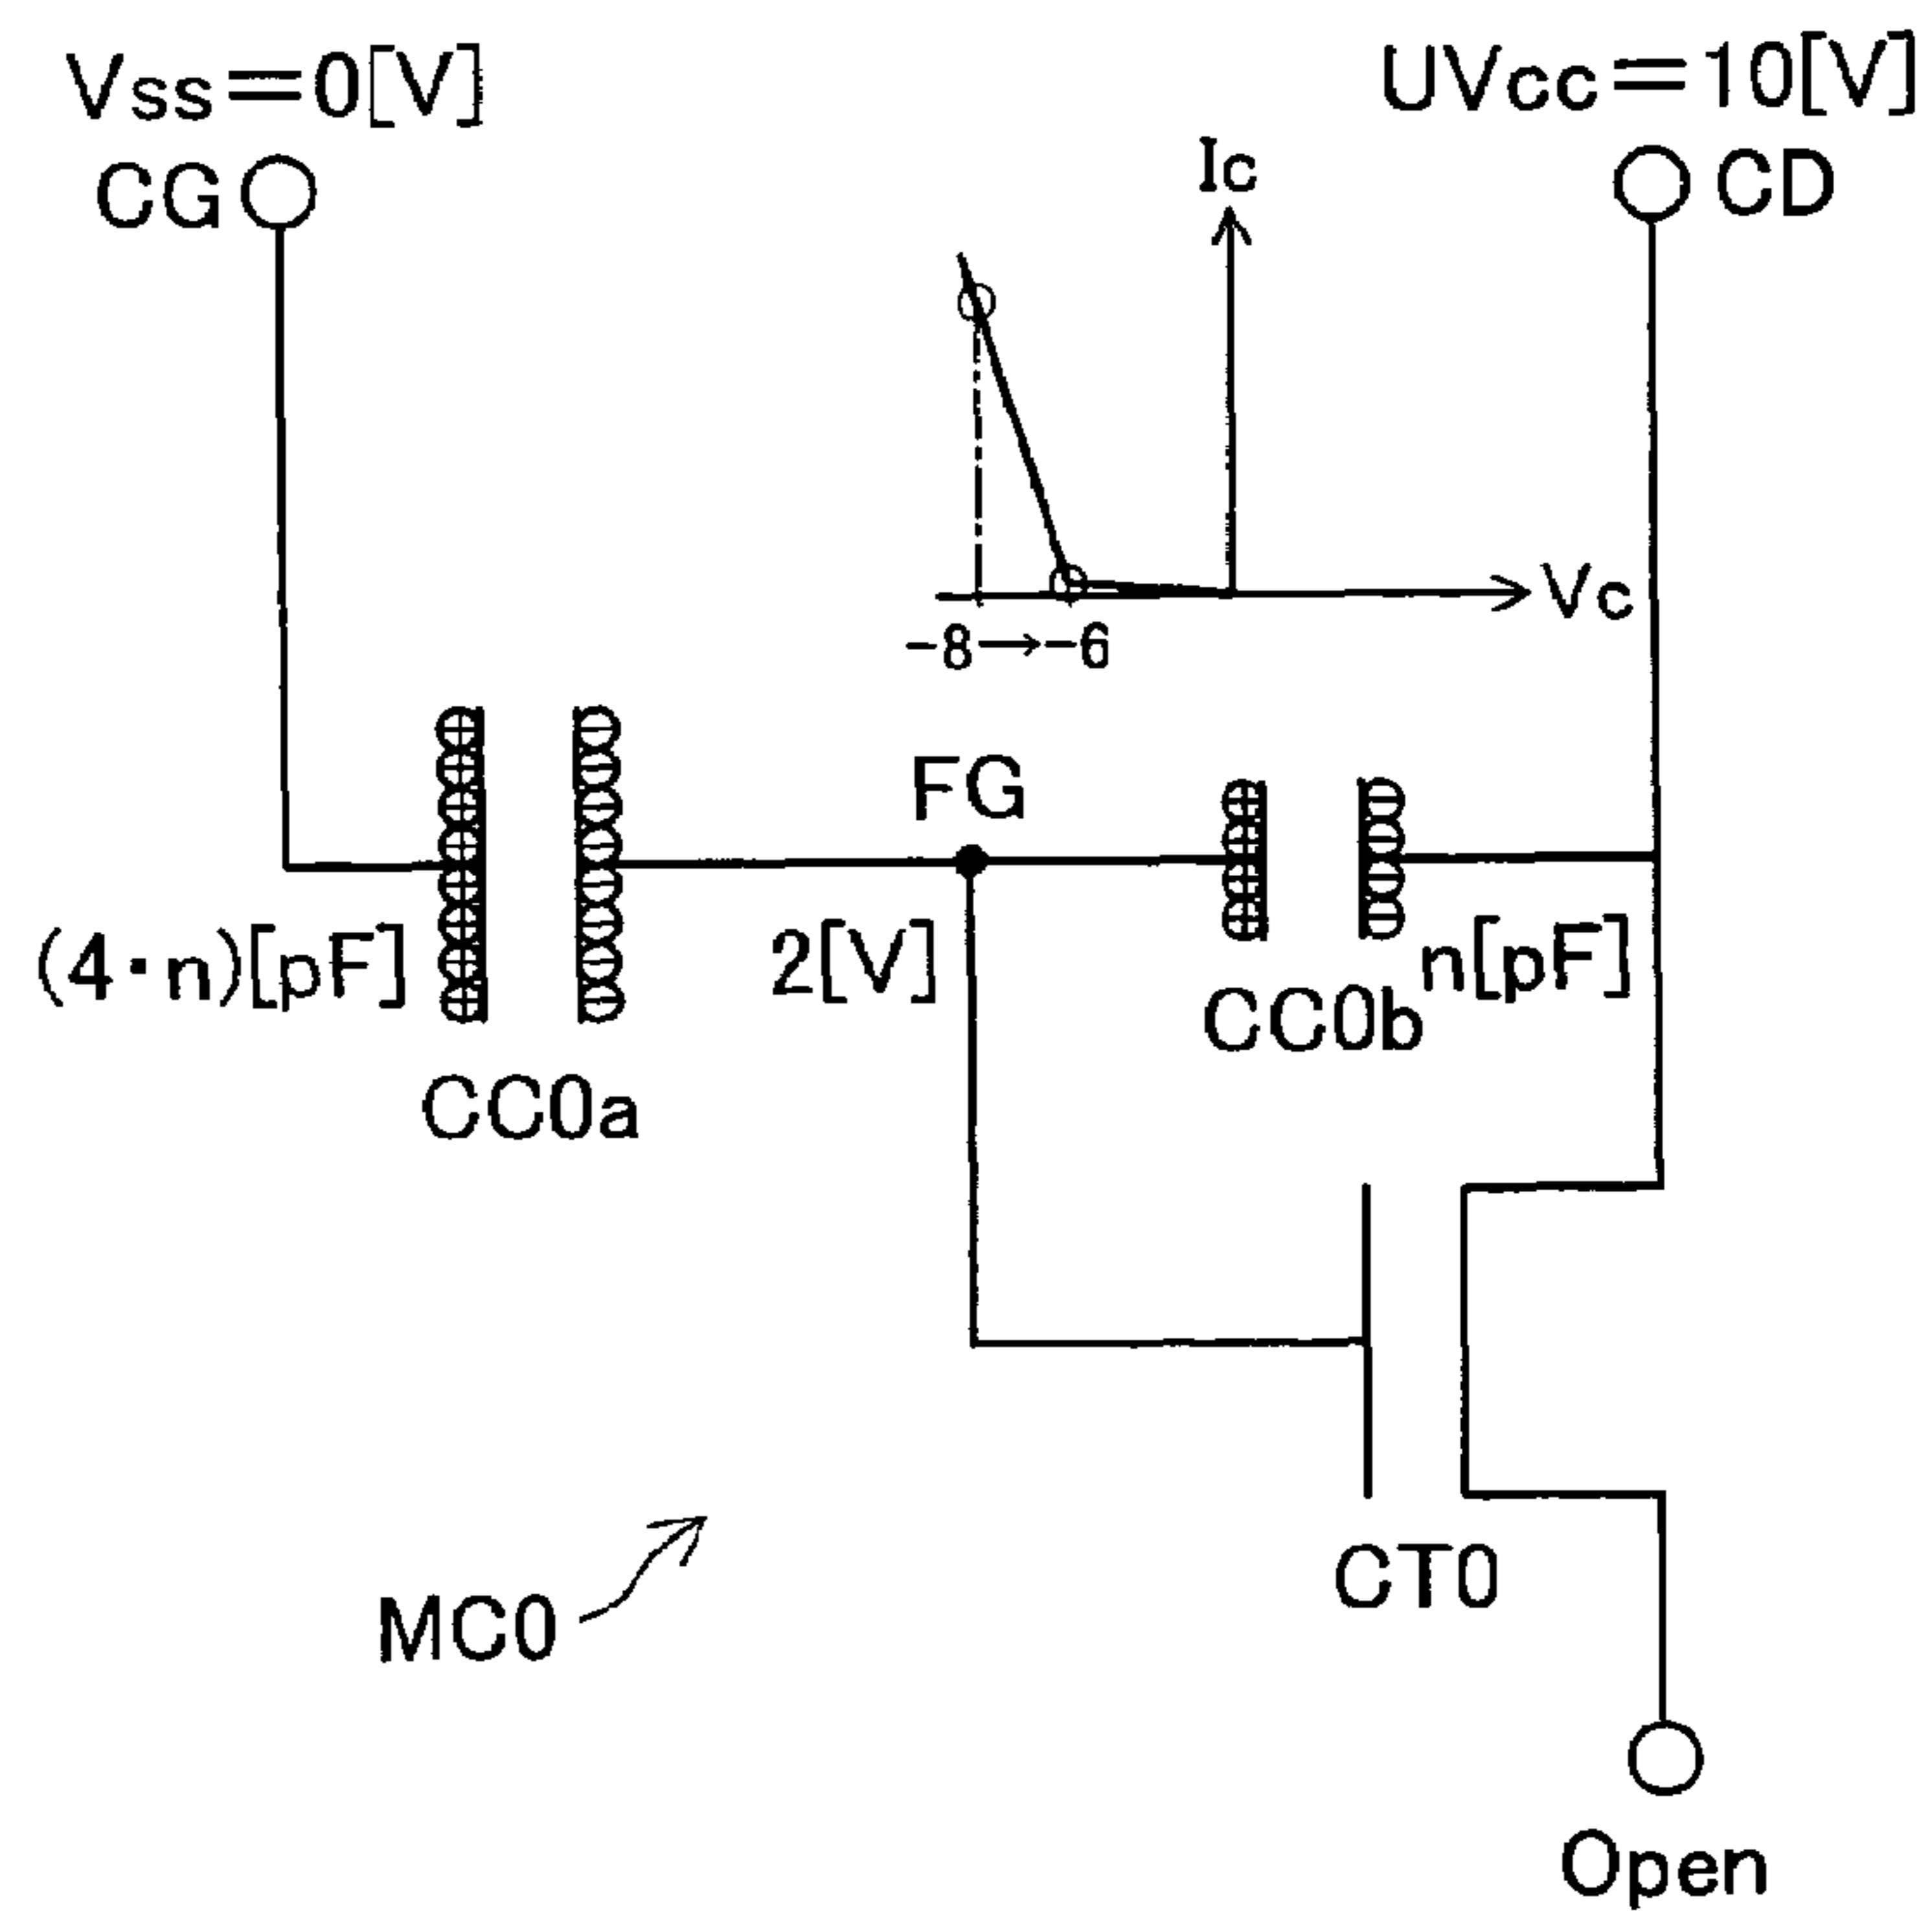 Vss=0[V]
UVcc=10[V]
CG
CD
Ic
Vc
-8→-6
FG
(4・n)[pF]
2[V]
n[pF]
CC0b
CC0a
CT0
MC0
Open